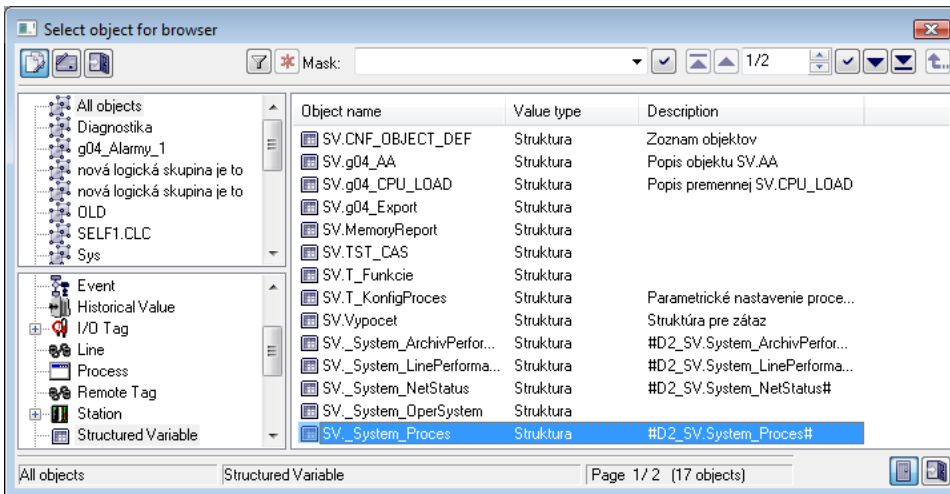 Select object for browser
Mask: 1/2
All objects
Diagnostika
g04_Alarmy_1
nová logická skupina je to
nová logická skupina je to
OLD
SELF1.CLC
Sys
Event
Historical Value
I/O Tag
Line
Process
Remote Tag
Station
Structured Variable
Object name Value type Description
SV.CNF_OBJECT_DEF Struktura Zoznam objektov
SV.g04_AA Struktura Popis objektu SV.AA
SV.g04_CPU_LOAD Struktura Popis premennej SV.CPU_LOAD
SV.g04_Export Struktura
SV.MemoryReport Struktura
SV.TST_CAS Struktura
SV.T_Funkcie Struktura
SV.T_KonfigProces Struktura Parametrické nastavenie proce...
SV.Vypocet Struktura Struktúra pre zátaz
SV._System_ArchivPerfor... Struktura #D2_SV.System_ArchivPerfor...
SV._System_LinePerforma... Struktura #D2_SV.System_LinePerforma...
SV._System_NetStatus Struktura #D2_SV.System_NetStatus#
SV._System_OperSystem Struktura
SV._System_Proces Struktura #D2_SV.System_Proces#
All objects Structured Variable Page 1/ 2 (17 objects)